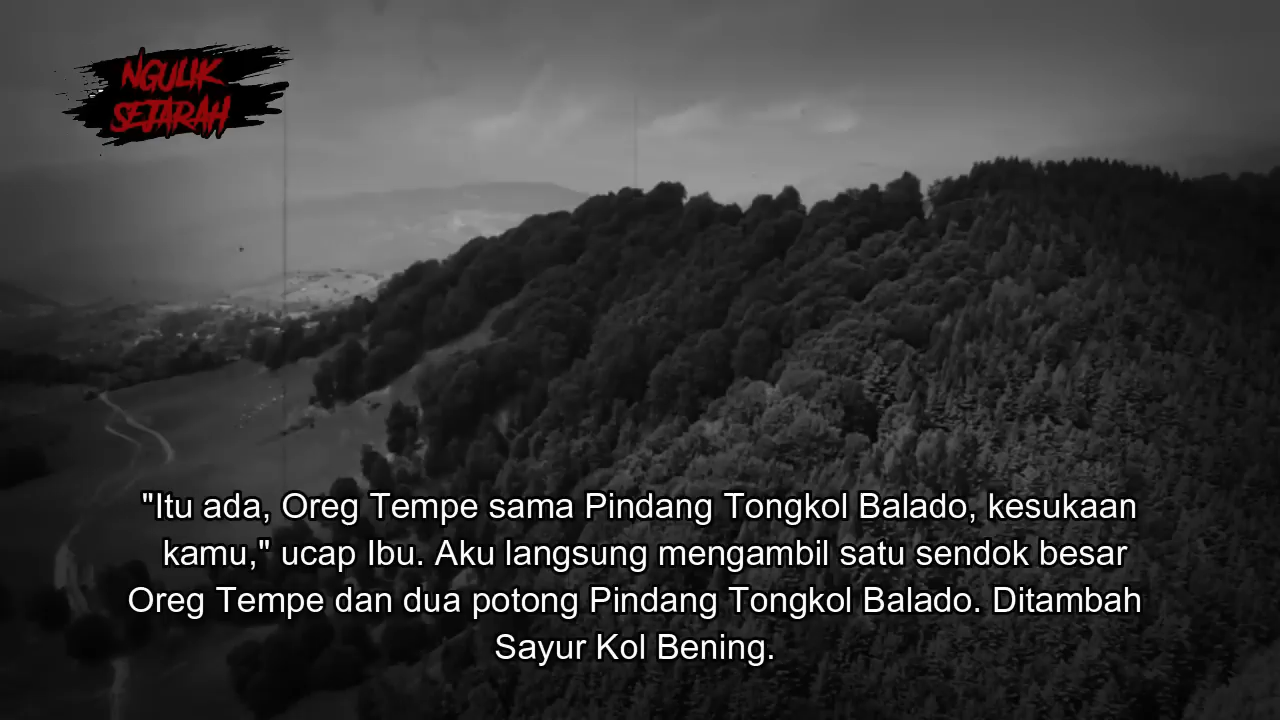 NGULIK
SEJARAH
"Itu ada, Oreg Tempe sama Pindang Tongkol Balado, kesukaan
kamu," ucap Ibu. Aku langsung mengambil satu sendok besar
Oreg Tempe dan dua potong Pindang Tongkol Balado. Ditambah
Sayur Kol Bening.